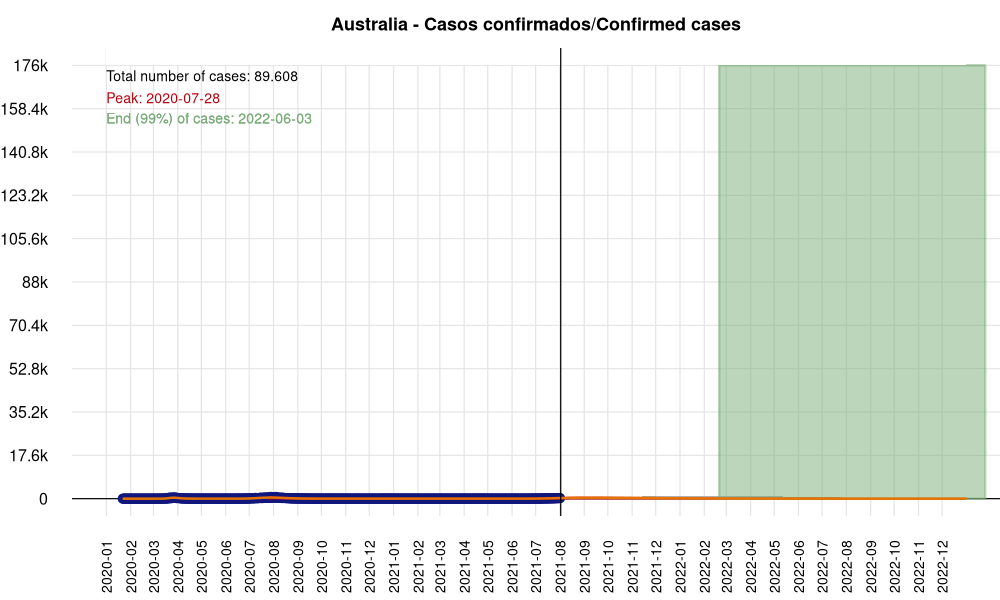 Australia - Casos confirmados/Confirmed cases
Total number of cases: 89.608
Peak: 2020-07-28
End (99%) of cases: 2022-06-03
176k
158.4k
140.8k
123.2k
105.6k
88k
70.4k
52.8k
35.2k
17.6k
0
2020-01
2020-02
2020-03
2020-04
2020-05
2020-06
2020-07
2020-08
2020-09
2020-10
2020-11
2020-12
2021-01
2021-02
2021-03
2021-04
2021-05
2021-06
2021-07
2021-08
2021-09
2021-10
2021-11
2021-12
2022-01
2022-02
2022-03
2022-04
2022-05
2022-06
2022-07
2022-08
2022-09
2022-10
2022-11
2022-12